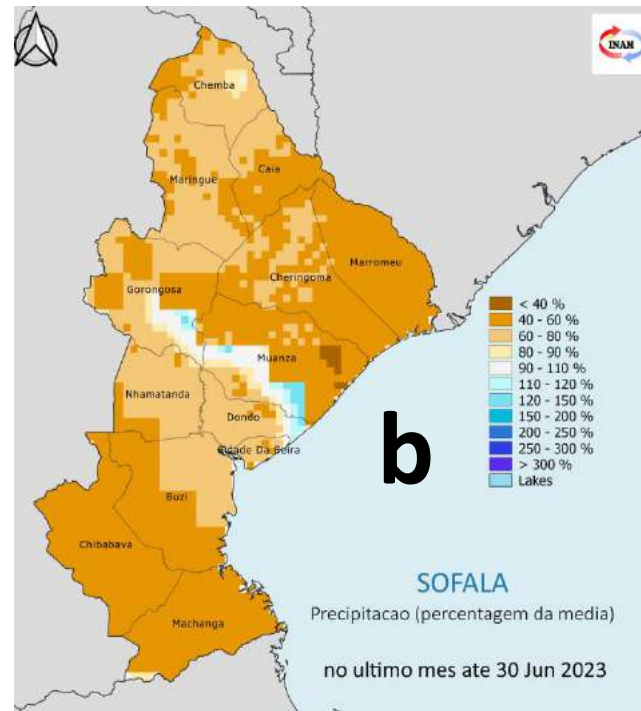 INAM
Chemba
Caia
Maringue
Marromeu
Cheringoma
Gorongosa
Muanza
Nhamatanda
Dondo
Cidade Da Beira
Buzi
Chibabava
Machanga
< 40 %
40 - 60 %
60 - 80 %
80 - 90 %
90 - 110 %
110 - 120 %
120 - 150 %
150 - 200 %
200 - 250 %
250 - 300 %
> 300 %
Lakes
b
SOFALA
Precipitacao (percentagem da media)
no ultimo mes ate 30 Jun 2023